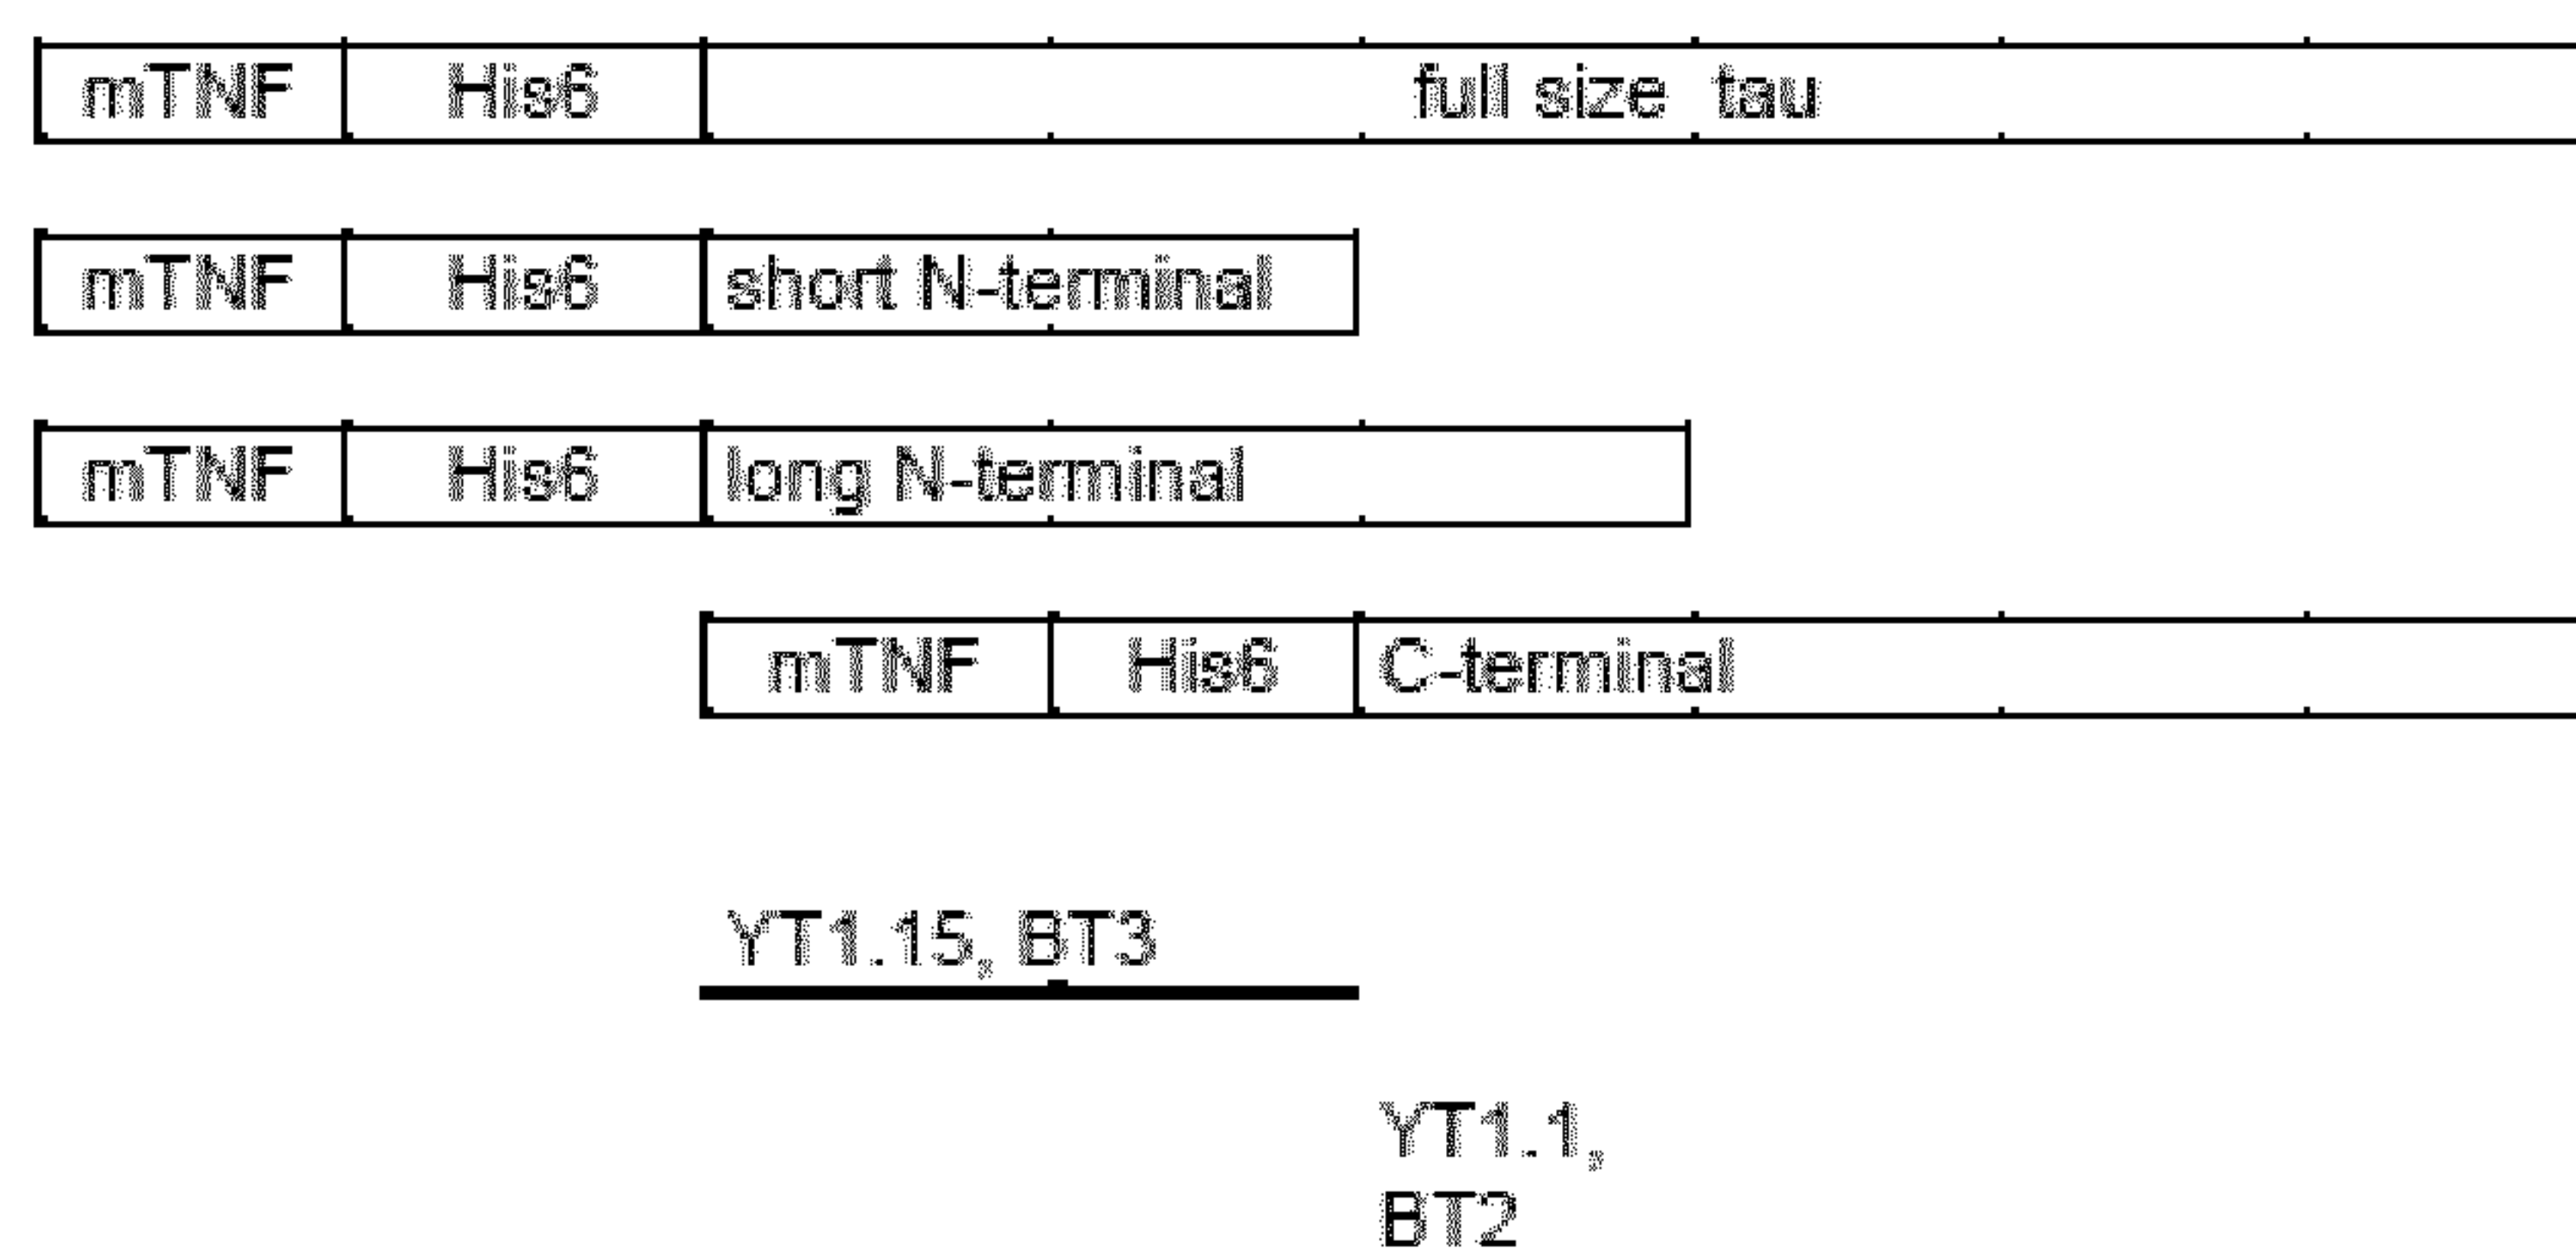 mTNF His6 full size tau
mTNF His6 short N-terminal
mTNF His6 long N-terminal
mTNF His6 C-terminal
YT1.15, BT3
YT1.1,
BT2